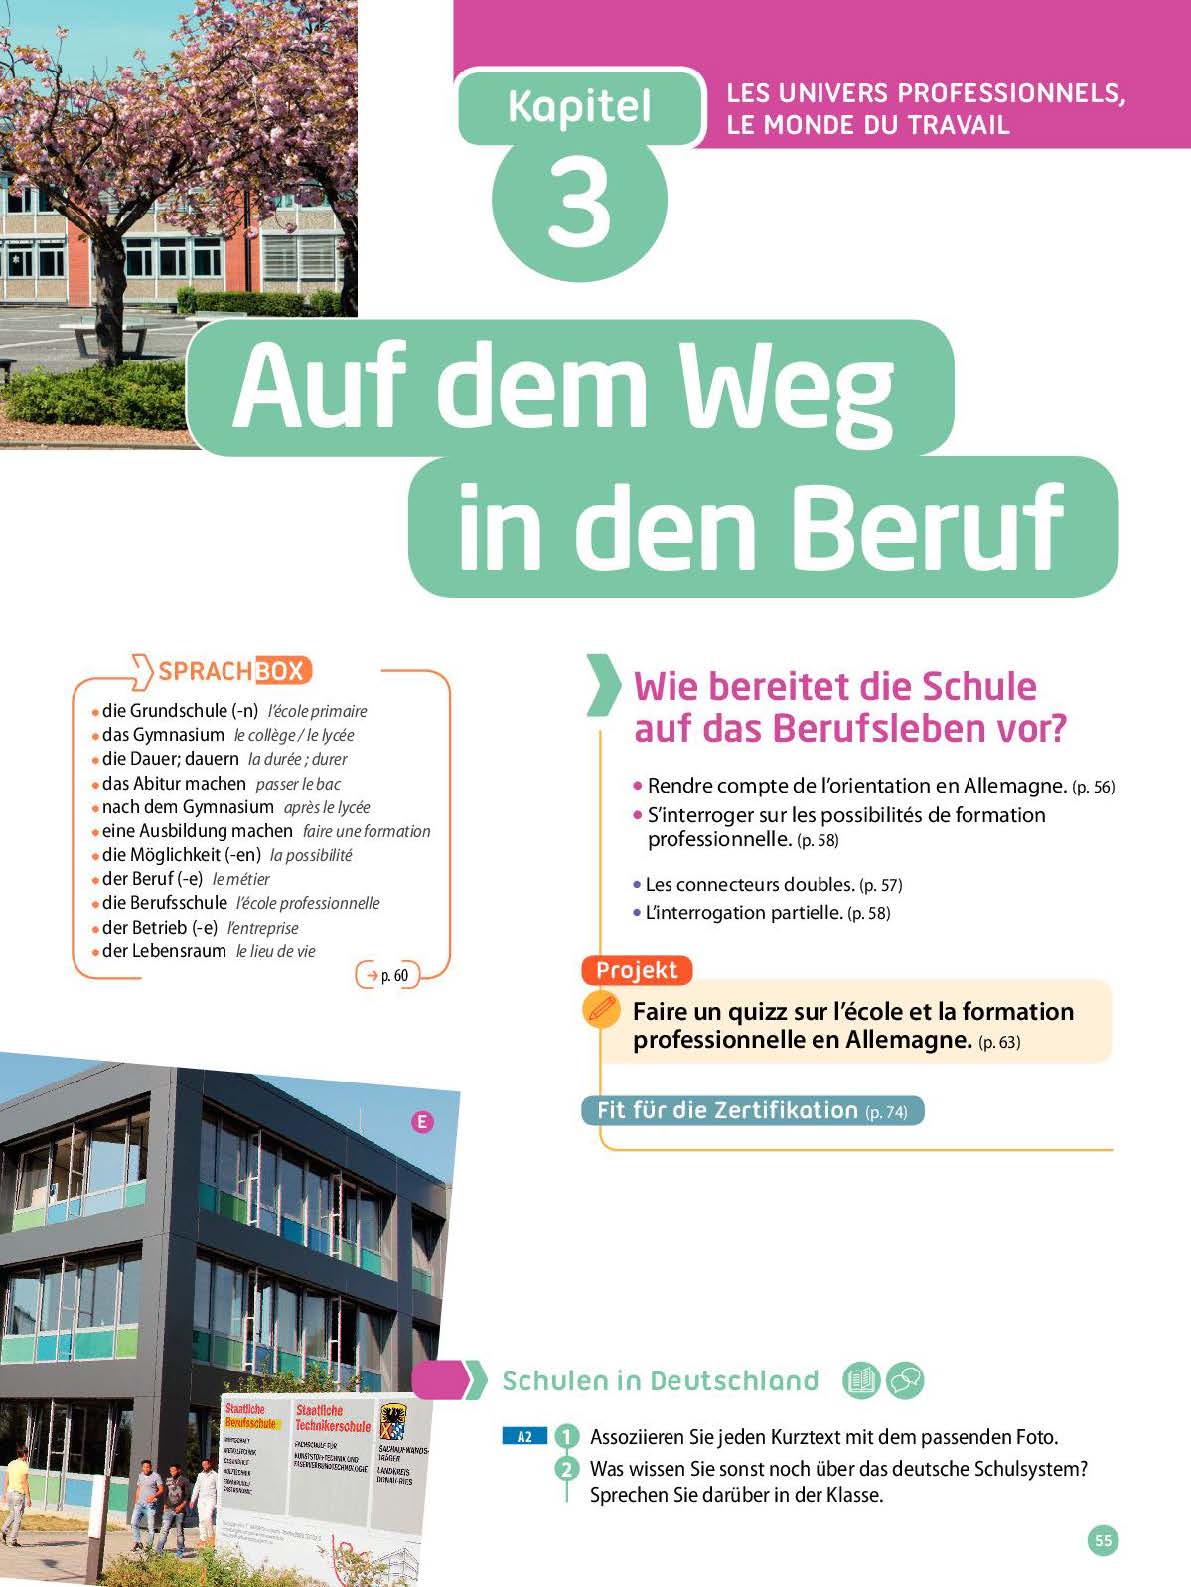 LES UNIVERS PROFESSIONNELS,
LE MONDE DU TRAVAIL
Kapitel
3
Auf dem Weg
in den Beruf
SPRACHBOX
• die Grundschule (-n) l'école primaire
• das Gymnasium le collège / le lycée
• die Dauer; dauern la durée ; durer
• das Abitur machen passer le bac
• nach dem Gymnasium après le lycée
• eine Ausbildung machen faire une formation
• die Möglichkeit (-en) la possibilité
• der Beruf (-e) le métier
• die Berufsschule l'école professionnelle
• der Betrieb (-e) l'entreprise
• der Lebensraum le lieu de vie
→ p. 60
Wie bereitet die Schule
auf das Berufsleben vor?
• Rendre compte de l'orientation en Allemagne. (p. 56)
• S'interroger sur les possibilités de formation
professionnelle. (p. 58)
• Les connecteurs doubles. (p. 57)
• L'interrogation partielle. (p. 58)
Projekt
Faire un quizz sur l'école et la formation
professionnelle en Allemagne. (p. 63)
Fit für die Zertifikation (p. 74)
E
Staatliche
Berufsschule
WIRTSCHAFT
METALLTECHNIK
GESUNDHEIT
HOLZTECHNIK
Staatliche
Technikerschule
FACHSCHULE FÜR
KUNSTSTOFFTECHNIK UND
FASERVERBUNDTECHNOLOGIE
SACHAUFWANDS-
TRÄGER
LANDKREIS
DONAU-RIES
Schulen in Deutschland
A2
1 Assoziieren Sie jeden Kurztext mit dem passenden Foto.
2 Was wissen Sie sonst noch über das deutsche Schulsystem?
Sprechen Sie darüber in der Klasse.
55